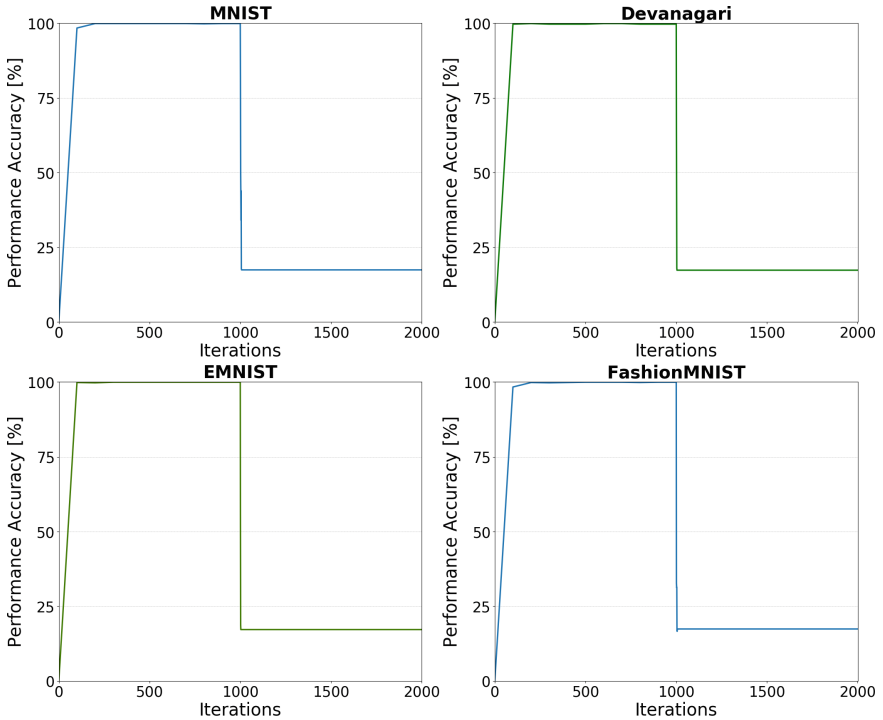 MNIST
Performance Accuracy [%]
100
75
50
25
0
0 500 1000 1500 2000
Iterations
Devanagari
Performance Accuracy [%]
100
75
50
25
0
0 500 1000 1500 2000
Iterations
EMNIST
Performance Accuracy [%]
100
75
50
25
0
0 500 1000 1500 2000
Iterations
FashionMNIST
Performance Accuracy [%]
100
75
50
25
0
0 500 1000 1500 2000
Iterations